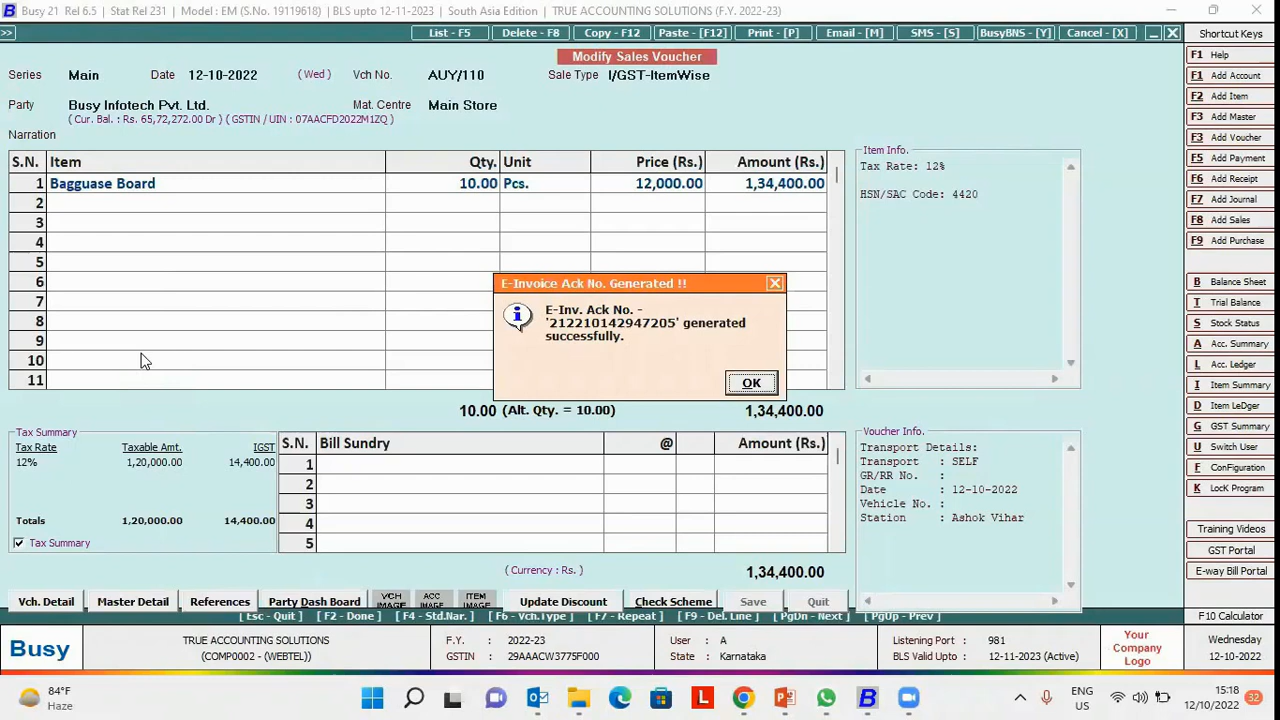 Busy 21 Rel 6.5 | Stat Rel 231 | Model : EM (S.No. 19119618) | BLS upto 12-11-2023 | South Asia Edition | TRUE ACCOUNTING SOLUTIONS (F.Y. 2022-23)
>> List - F5 Delete - F8 Copy - F12 Paste - [F12] Print - [P] Email - [M] SMS - [S] BusyBNS - [Y] Cancel - [X]
Modify Sales Voucher
Series Main Date 12-10-2022 (Wed) Vch No. AUY/110 Sale Type I/GST-ItemWise
Party Busy Infotech Pvt. Ltd. Mat. Centre Main Store
( Cur. Bal.: Rs. 65,72,272.00 Dr ) ( GSTIN / UIN : 07AACFD2022M1ZQ )
Narration
S.N. Item Qty. Unit Price (Rs.) Amount (Rs.)
1 Bagguase Board 10.00 Pcs. 12,000.00 1,34,400.00
2
3
4
5
6
7
8
9
10
11
10.00 (Alt. Qty. = 10.00) 1,34,400.00
Item Info.
Tax Rate: 12%
HSN/SAC Code: 4420
E-Invoice Ack No. Generated !!
E-Inv. Ack No. -
'212210142947205' generated
successfully.
OK
Tax Summary
Tax Rate Taxable Amt. IGST
12% 1,20,000.00 14,400.00
Totals 1,20,000.00 14,400.00
Tax Summary
S.N. Bill Sundry @ Amount (Rs.)
1
2
3
4
5
( Currency : Rs. ) 1,34,400.00
Voucher Info.
Transport Details:
Transport : SELF
GR/RR No. :
Date : 12-10-2022
Vehicle No. :
Station : Ashok Vihar
Vch. Detail Master Detail References Party Dash Board VCH IMAGE ACC IMAGE ITEM IMAGE Update Discount Check Scheme Save Quit
[Esc - Quit ] [ F2 - Done ] [ F4 - Std.Nar. ] [ F6 - Vch.Type ] [ F7 - Repeat ] [ F9 - Del. Line ] [ PgDn - Next ] [ PgUp - Prev ]
Shortcut Keys
F1 Help
F1 Add Account
F2 Add Item
F3 Add Master
F3 Add Voucher
F5 Add Payment
F6 Add Receipt
F7 Add Journal
F8 Add Sales
F9 Add Purchase
B Balance Sheet
T Trial Balance
S Stock Status
A Acc. Summary
L Acc. Ledger
I Item Summary
D Item LeDger
G GST Summary
U Switch User
F ConFiguration
K LocK Program
Training Videos
GST Portal
E-way Bill Portal
F10 Calculator
Busy
TRUE ACCOUNTING SOLUTIONS
(COMP0002 - (WEBTEL))
F.Y. : 2022-23
GSTIN : 29AAACW3775F000
User : A
State : Karnataka
Listening Port : 981
BLS Valid Upto : 12-11-2023 (Active)
Your
Company
Logo
Wednesday
12-10-2022
84°F
Haze
ENG
US
15:18
12/10/2022
32